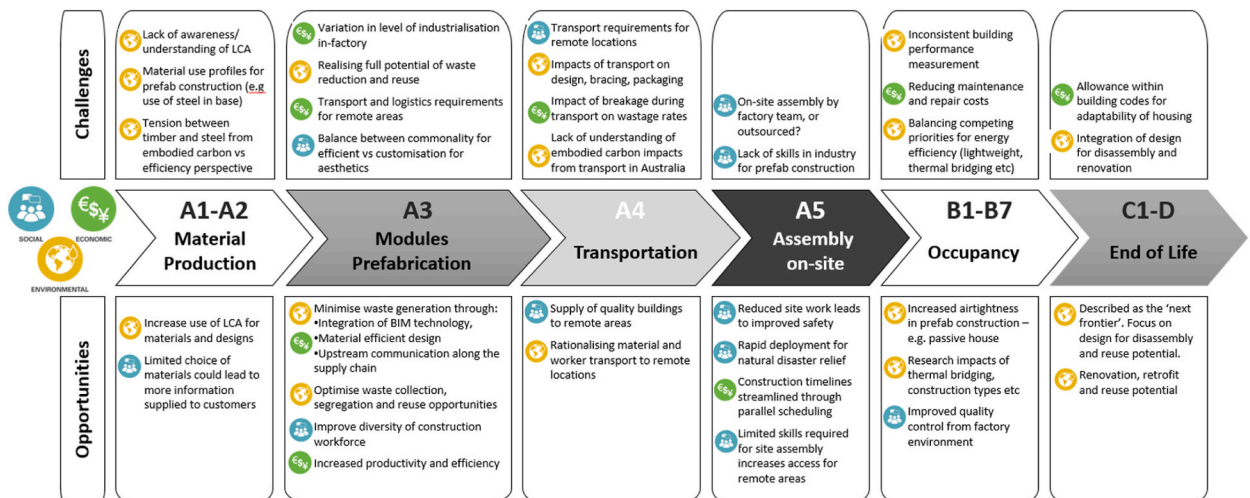 Challenges
Lack of awareness/
understanding of LCA
Material use profiles for
prefab construction (e.g
use of steel in base)
Tension between
timber and steel from
embodied carbon vs
efficiency perspective
€$¥
Variation in level of industrialisation
in-factory
Realising full potential of waste
reduction and reuse
€$¥
Transport and logistics requirements
for remote areas
Balance between commonality for
efficient vs customisation for
aesthetics
Transport requirements for
remote locations
Impacts of transport on
design, bracing, packaging
€$¥
Impact of breakage during
transport on wastage rates
Lack of understanding of
embodied carbon impacts
from transport in Australia
On-site assembly by
factory team, or
outsourced?
Lack of skills in industry
for prefab construction
Inconsistent building
performance
measurement
€$¥
Reducing maintenance
and repair costs
Balancing competing
priorities for energy
efficiency (lightweight,
thermal bridging etc)
€$¥
Allowance within
building codes for
adaptability of housing
Integration of design
for disassembly and
renovation
SOCIAL
€$¥
ECONOMIC
ENVIRONMENTAL
A1-A2
Material
Production
A3
Modules
Prefabrication
A4
Transportation
A5
Assembly
on-site
B1-B7
Occupancy
C1-D
End of Life
Opportunities
Increase use of LCA for
materials and designs
Limited choice of
materials could lead to
more information
supplied to customers
Minimise waste generation through:
•Integration of BIM technology,
€$¥
•Material efficient design
•Upstream communication along the
supply chain
Optimise waste collection,
segregation and reuse opportunities
Improve diversity of construction
workforce
€$¥
Increased productivity and efficiency
Supply of quality buildings
to remote areas
Rationalising material and
worker transport to remote
locations
Reduced site work leads
to improved safety
Rapid deployment for
natural disaster relief
€$¥
Construction timelines
streamlined through
parallel scheduling
Limited skills required
for site assembly
increases access for
remote areas
Increased airtightness
in prefab construction –
e.g. passive house
Research impacts of
thermal bridging,
construction types etc
Improved quality
control from factory
environment
Described as the ‘next
frontier’. Focus on
design for disassembly
and reuse potential.
Renovation, retrofit
and reuse potential